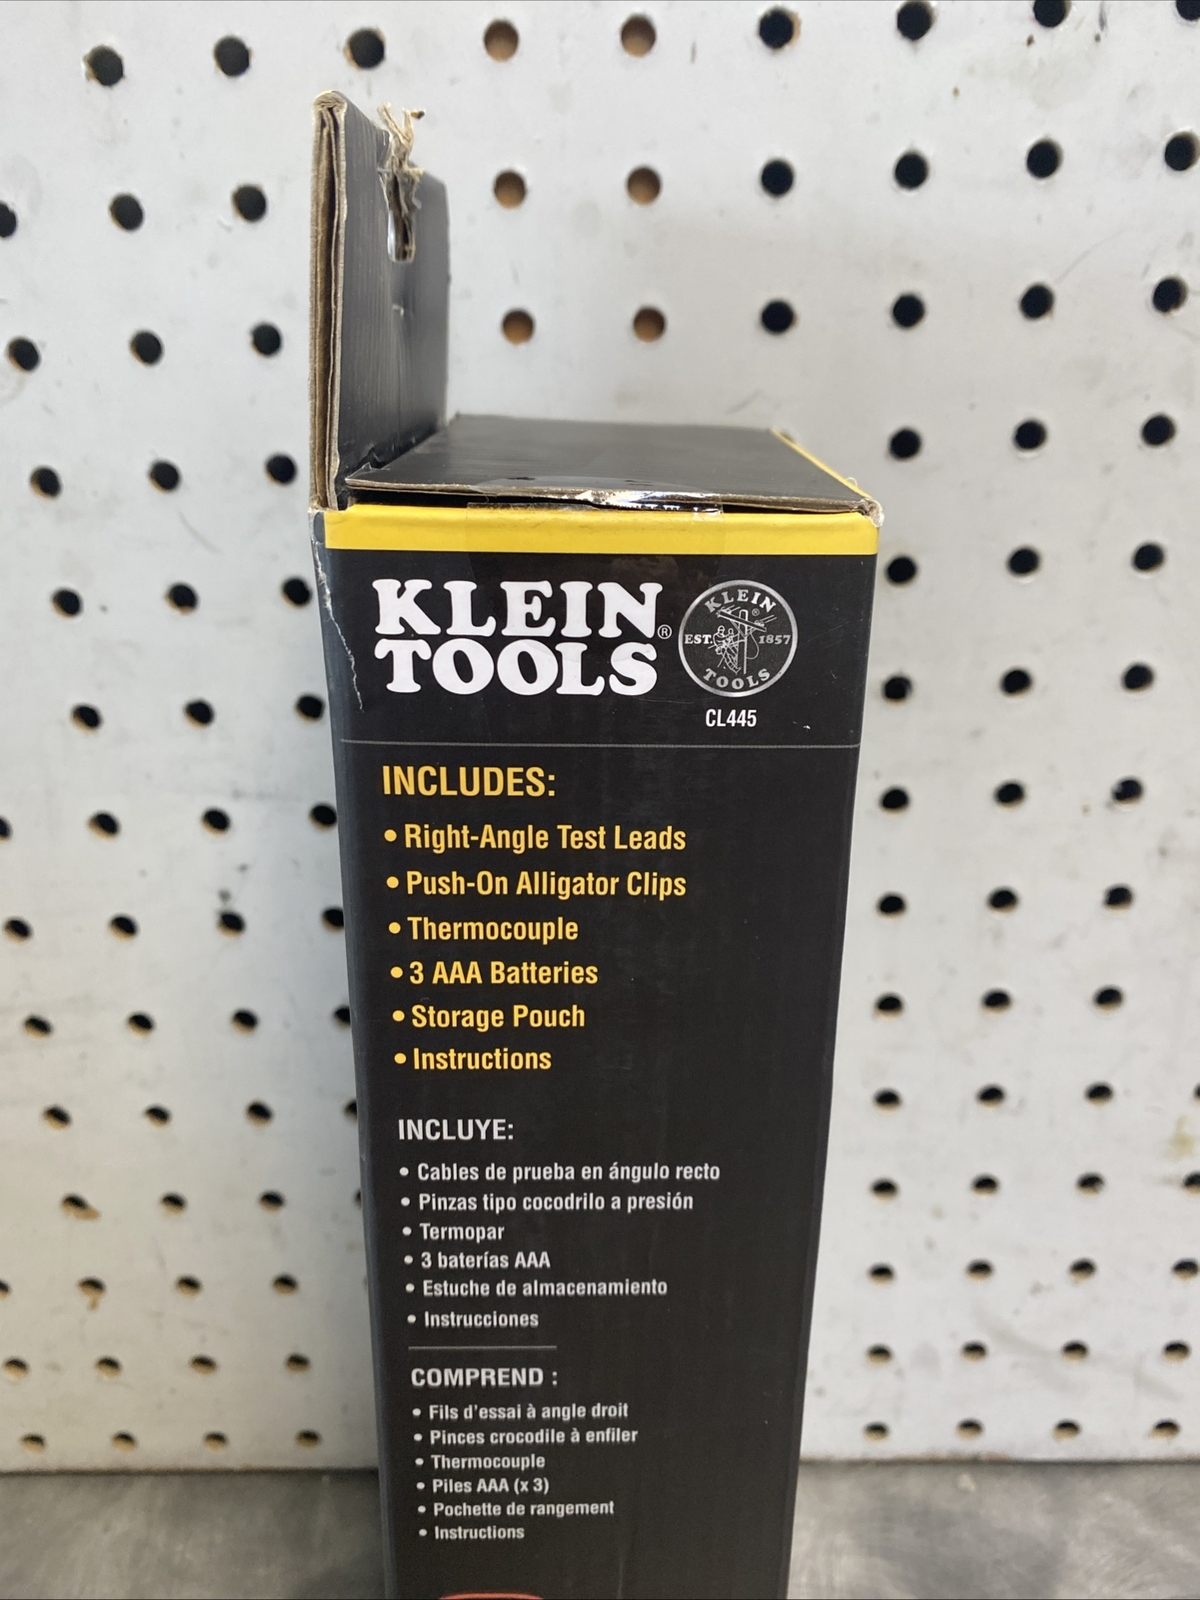 KLEIN
TOOLS®
KLEIN
EST. 1857
TOOLS
CL445
INCLUDES:
• Right-Angle Test Leads
• Push-On Alligator Clips
• Thermocouple
• 3 AAA Batteries
• Storage Pouch
• Instructions
INCLUYE:
• Cables de prueba en ángulo recto
• Pinzas tipo cocodrilo a presión
• Termopar
• 3 baterías AAA
• Estuche de almacenamiento
• Instrucciones
COMPREND :
• Fils d'essai à angle droit
• Pinces crocodile à enfiler
• Thermocouple
• Piles AAA (x 3)
• Pochette de rangement
• Instructions